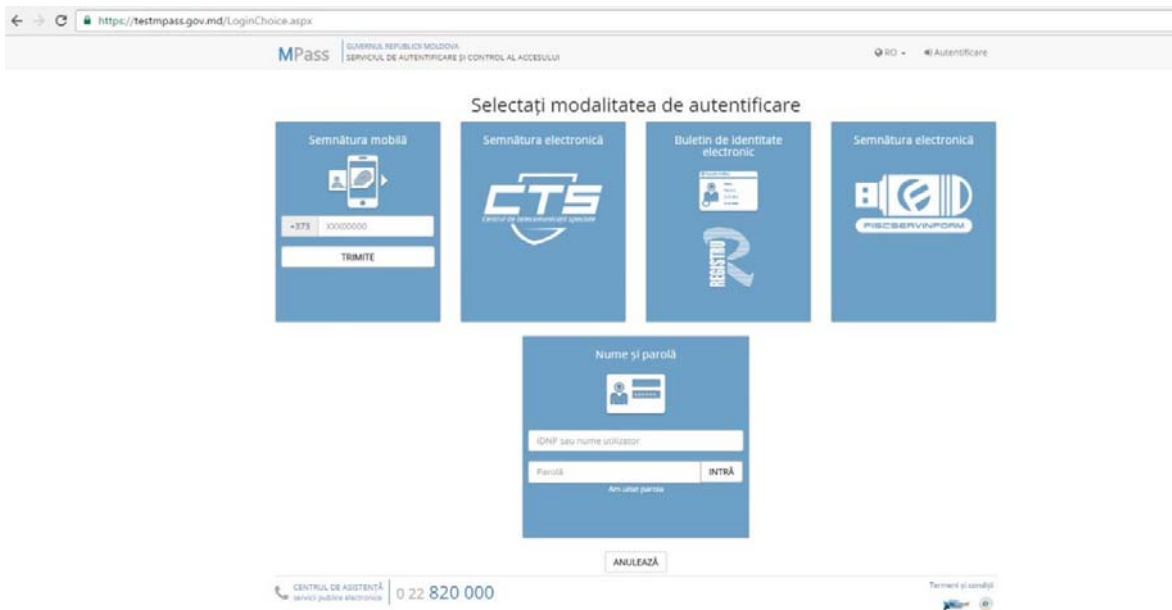 https://testmpass.gov.md/LoginChoice.aspx
MPass
GUVERNUL REPUBLICII MOLDOVA
SERVICIUL DE AUTENTIFICARE ȘI CONTROL AL ACCESULUI
RO
Autentificare
Selectați modalitatea de autentificare
Semnătura mobilă
+373 XXXXXXXX
TRIMITE
Semnătura electronică
CTS
Centrul de telecomunicații speciale
Buletin de identitate
electronic
REGISTRU
Semnătura electronică
FISCSERVINFORM
Nume și parolă
IDNP sau nume utilizator
Parolă
INTRĂ
Am uitat parola
ANULEAZĂ
CENTRUL DE ASISTENȚĂ
servicii publice electronice
0 22 820 000
Termeni și condiții